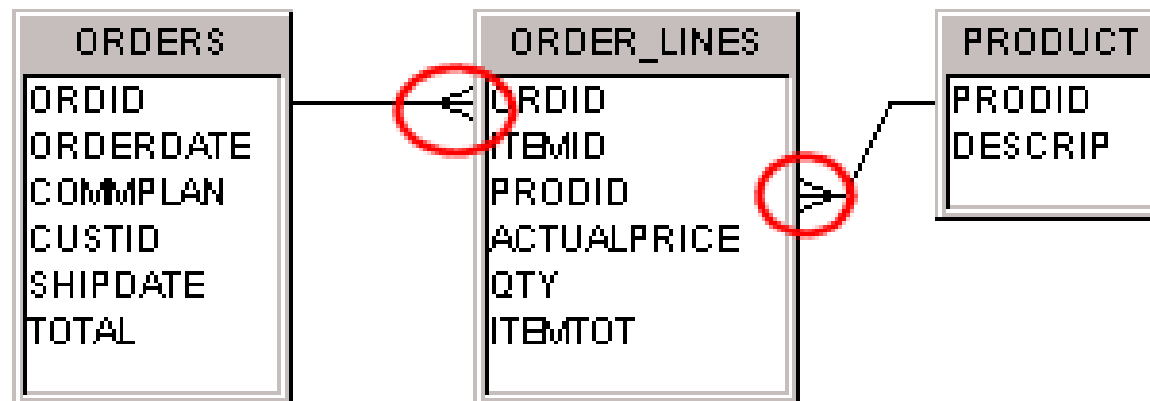 ORDERS
ORDID
ORDERDATE
COMMPLAN
CUSTID
SHIPDATE
TOTAL
ORDER_LINES
ORDID
ITEMID
PRODID
ACTUALPRICE
QTY
ITEMTOT
PRODUCT
PRODID
DESCRIP